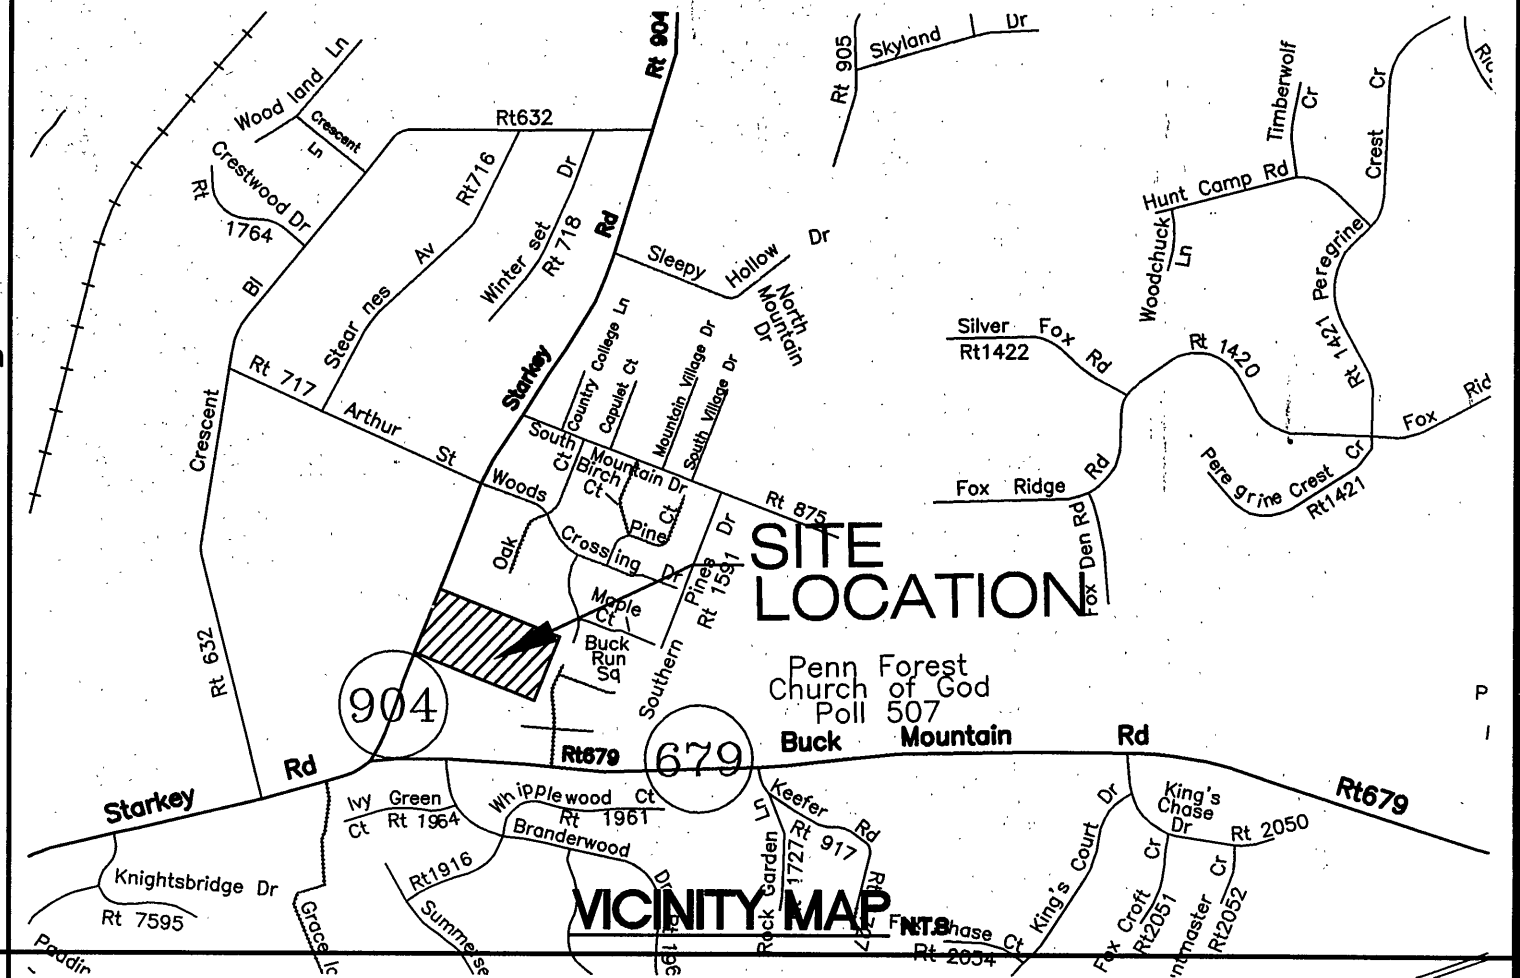 Rt 904
Rt 905
Skyland
Dr
Timberwolf
Cr
Crest Cr
Woodland Ln
Crescent
Ln
Rt632
Crestwood Dr
Rt
1764
Rt716
Dr
Hunt Camp Rd
Winter set
Rt 718
Rd
Sleepy
Hollow
Dr
Woodchuck
Ln
Rt 1421 Peregrine
Bl
Stear nes
Av
North
Mountain
Dr
Silver Fox
Rt1422
Rd
Rt 1420
Rt 717
Arthur
St
Starkey
Country College Ln
Capulet Ct
Mountain Village Dr
South Village Dr
Crescent
South
Mountain Dr
Ct
Birch
Ct
Woods
Rt 875
Fox Ridge
Rd
Fox
Peregrine Crest
Cr
Rt1421
Oak
Crossing Dr
Pine
Ct
Dr
Pines
Rt 1591
Southern
SITE
LOCATION
Fox Den Rd
Maple
Ct
Buck
Run
Sq
Rt 632
Penn Forest
Church of God
Poll 507
P
I
904
679
Rt679
Buck Mountain Rd
Rt679
Starkey
Rd
Ivy Green
Ct
Rt 1964
Whipplewood Ct
Rt 1961
Branderwood
Dr
Keefer
Rd
Rt 917
Ln
Rock Garden
1727
King's Court Dr
King's
Chase
Dr
Rt 2050
Knightsbridge Dr
Rt 7595
Rt1916
VICINITY MAP
N.T.S
Rt 2054
Ct
Fox Croft Cr
Rt2051
Cr
Rt2052